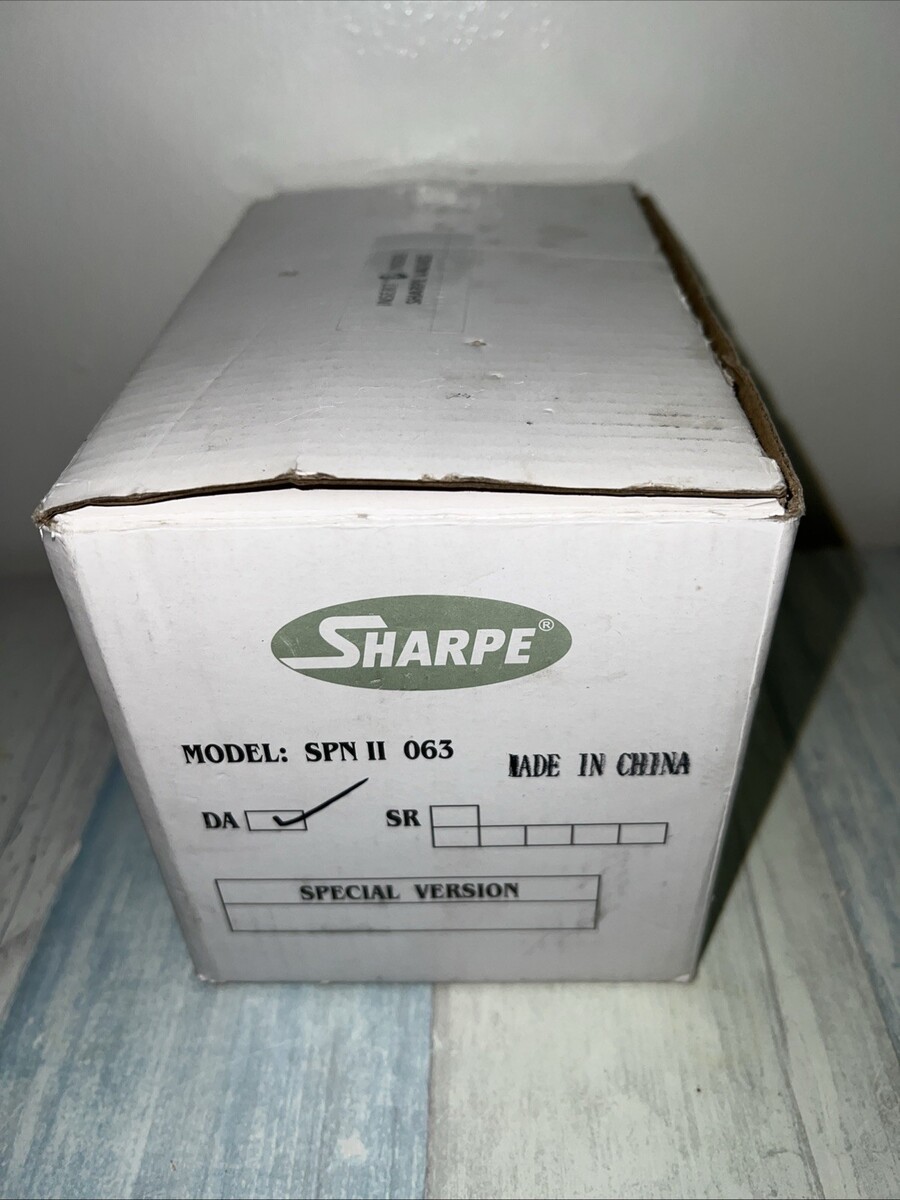 SHARPE®
MODEL: SPN II 063
MADE IN CHINA
DA
SR
SPECIAL VERSION